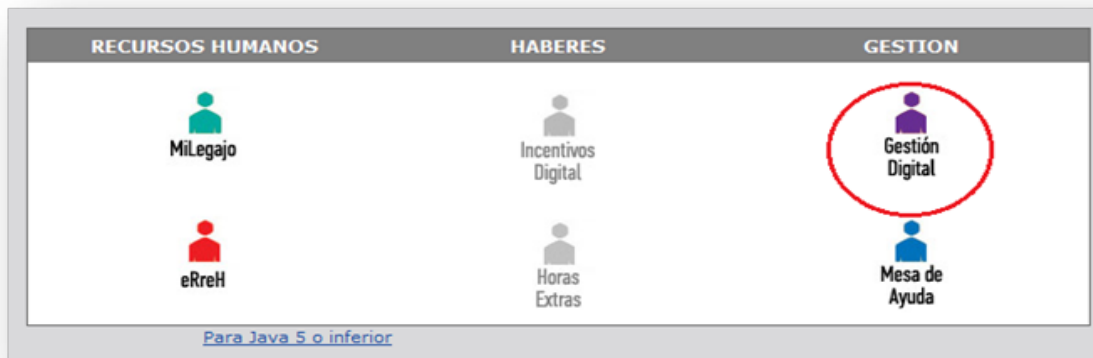 RECURSOS HUMANOS
HABERES
GESTION
MiLegajo
Incentivos
Digital
Gestión
Digital
eRreH
Horas
Extras
Mesa de
Ayuda
Para Java 5 o inferior